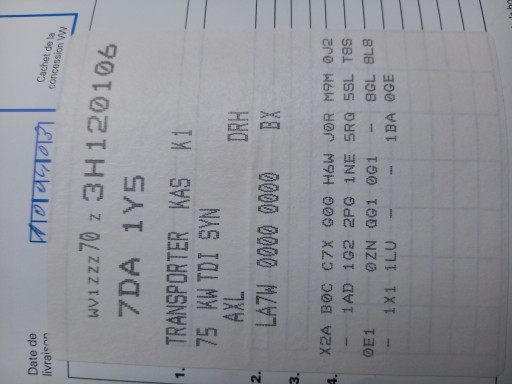 Date de
livraison
Cachet de la
concession VW
WV1ZZZ70 Z 3H120106
7DA 1Y5
1. TRANSPORTER KAS K1
75 KW TDI SYN
AXL DRH
2. LA7W 0000 0000 BX
3.
4. X2A B0C C7X G0G H6W J0R M9M 0J2
- 1AD 1G2 2PG 1NE 5RQ 5SL T8S
0E1 0ZN QG1 0G1 - 8GL 8L8
- 1X1 1LU - - 1BA 0GE